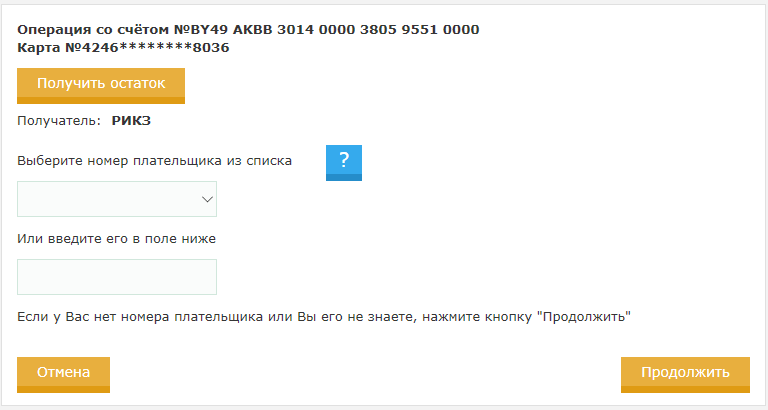 Операция со счётом №BY49 AKBB 3014 0000 3805 9551 0000
Карта №4246********8036
Получить остаток
Получатель: РИКЗ
Выберите номер плательщика из списка ?
Или введите его в поле ниже
Если у Вас нет номера плательщика или Вы его не знаете, нажмите кнопку "Продолжить"
Отмена Продолжить